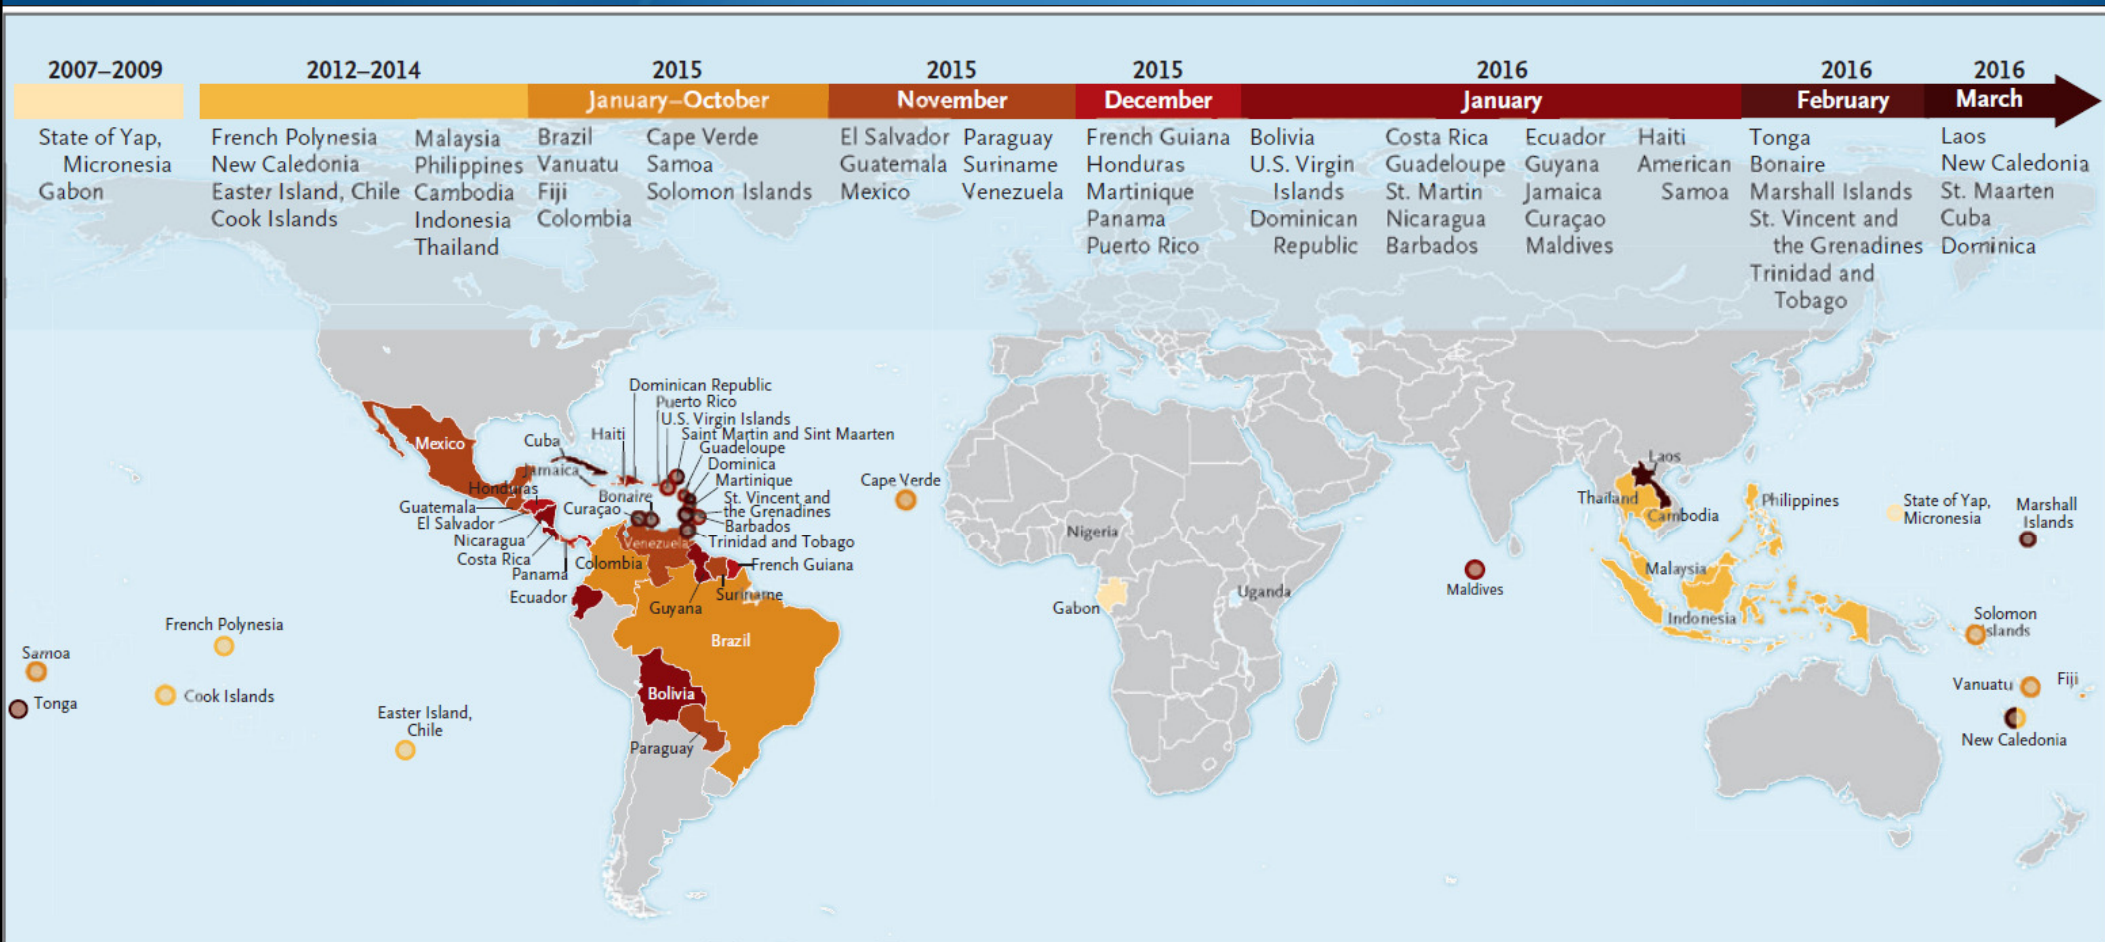 2007–2009
2012–2014
2015
2015
2015
2016
2016
2016
January–October
November
December
January
February
March
State of Yap,
Micronesia
Gabon
French Polynesia
New Caledonia
Easter Island, Chile
Cook Islands
Malaysia
Philippines
Cambodia
Indonesia
Thailand
Brazil
Vanuatu
Fiji
Colombia
Cape Verde
Samoa
Solomon Islands
El Salvador
Guatemala
Mexico
Paraguay
Suriname
Venezuela
French Guiana
Honduras
Martinique
Panama
Puerto Rico
Bolivia
U.S. Virgin
Islands
Dominican
Republic
Costa Rica
Guadeloupe
St. Martin
Nicaragua
Barbados
Ecuador
Guyana
Jamaica
Curaçao
Maldives
Haiti
American
Samoa
Tonga
Bonaire
Marshall Islands
St. Vincent and
the Grenadines
Trinidad and
Tobago
Laos
New Caledonia
St. Maarten
Cuba
Dominica
Dominican Republic
Puerto Rico
U.S. Virgin Islands
Saint Martin and Sint Maarten
Guadeloupe
Dominica
Martinique
St. Vincent and
the Grenadines
Barbados
Trinidad and Tobago
Mexico
Cuba
Haiti
Jamaica
Honduras
Bonaire
Guatemala
Curaçao
El Salvador
Nicaragua
Costa Rica
Panama
Venezuela
Colombia
French Guiana
Ecuador
Suriname
Guyana
Brazil
Bolivia
Paraguay
French Polynesia
Samoa
Tonga
Cook Islands
Easter Island,
Chile
Cape Verde
Nigeria
Gabon
Uganda
Maldives
Laos
Thailand
Cambodia
Philippines
Malaysia
Indonesia
State of Yap,
Micronesia
Marshall
Islands
Solomon
Islands
Vanuatu
Fiji
New Caledonia